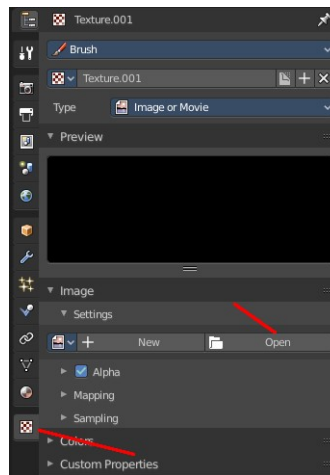 Texture.001
Brush
Texture.001
Type Image or Movie
Preview
Image
Settings
New Open
Alpha
Mapping
Sampling
Colors
Custom Properties